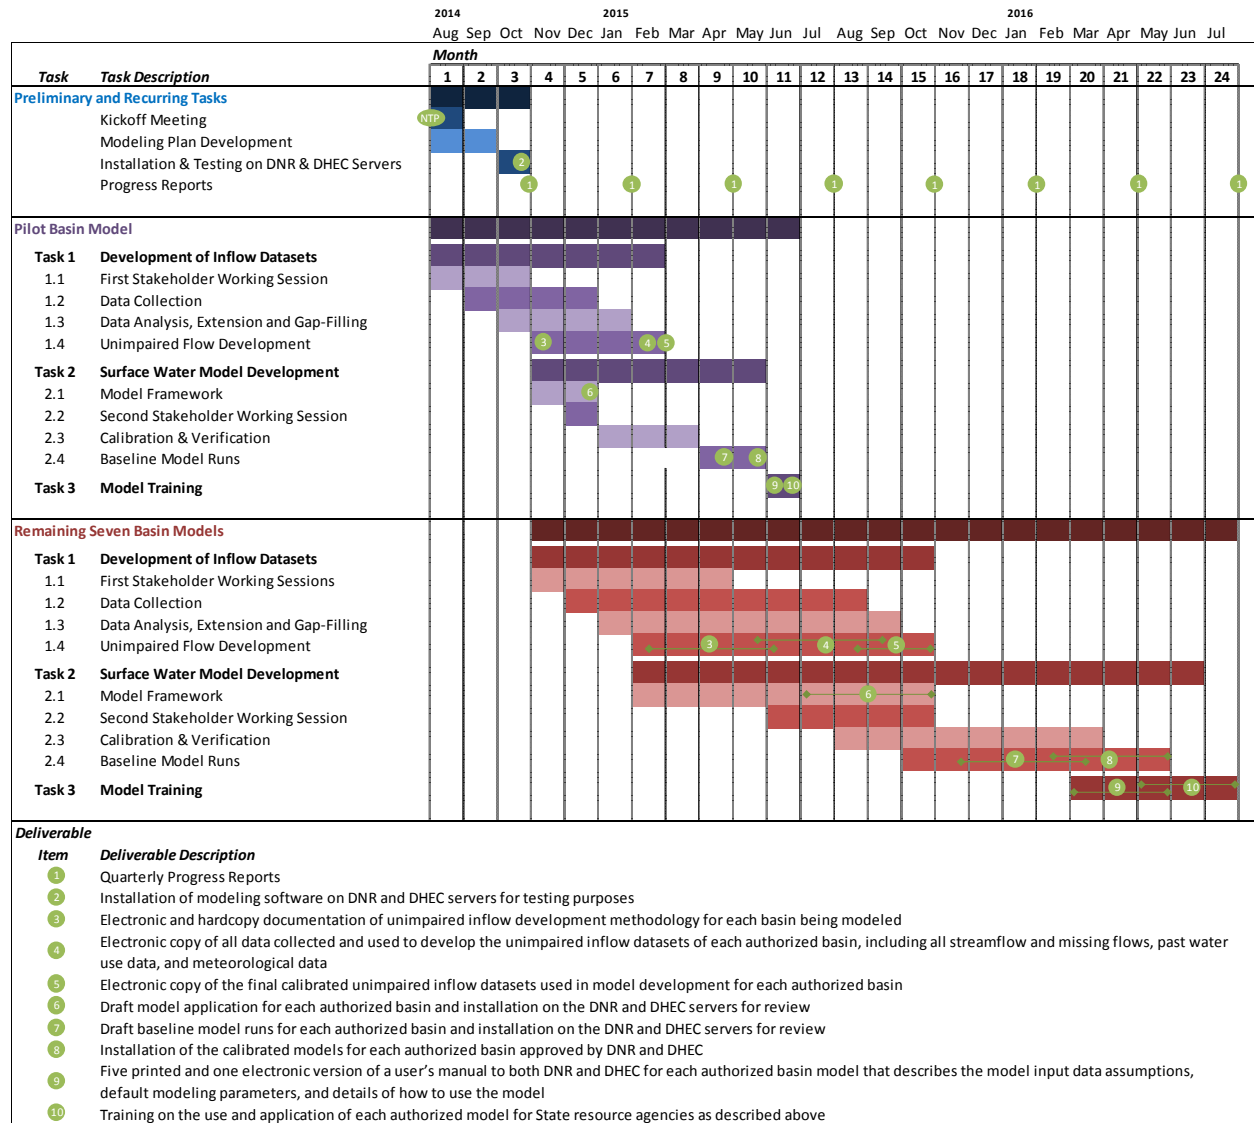 2014 2015 2016
Aug Sep Oct Nov Dec Jan Feb Mar Apr May Jun Jul Aug Sep Oct Nov Dec Jan Feb Mar Apr May Jun Jul
Month
Task Task Description 1 2 3 4 5 6 7 8 9 10 11 12 13 14 15 16 17 18 19 20 21 22 23 24
Preliminary and Recurring Tasks
Kickoff Meeting NTP
Modeling Plan Development
Installation & Testing on DNR & DHEC Servers 2
Progress Reports 1 1 1 1 1 1 1 1
Pilot Basin Model
Task 1 Development of Inflow Datasets
1.1 First Stakeholder Working Session
1.2 Data Collection
1.3 Data Analysis, Extension and Gap-Filling
1.4 Unimpaired Flow Development 3 4 5
Task 2 Surface Water Model Development
2.1 Model Framework 6
2.2 Second Stakeholder Working Session
2.3 Calibration & Verification
2.4 Baseline Model Runs 7 8
Task 3 Model Training 9 10
Remaining Seven Basin Models
Task 1 Development of Inflow Datasets
1.1 First Stakeholder Working Sessions
1.2 Data Collection
1.3 Data Analysis, Extension and Gap-Filling
1.4 Unimpaired Flow Development 3 4 5
Task 2 Surface Water Model Development
2.1 Model Framework 6
2.2 Second Stakeholder Working Session
2.3 Calibration & Verification
2.4 Baseline Model Runs 7 8
Task 3 Model Training 9 10
Deliverable
Item Deliverable Description
1 Quarterly Progress Reports
2 Installation of modeling software on DNR and DHEC servers for testing purposes
3 Electronic and hardcopy documentation of unimpaired inflow development methodology for each basin being modeled
4 Electronic copy of all data collected and used to develop the unimpaired inflow datasets of each authorized basin, including all streamflow and missing flows, past water
use data, and meteorological data
5 Electronic copy of the final calibrated unimpaired inflow datasets used in model development for each authorized basin
6 Draft model application for each authorized basin and installation on the DNR and DHEC servers for review
7 Draft baseline model runs for each authorized basin and installation on the DNR and DHEC servers for review
8 Installation of the calibrated models for each authorized basin approved by DNR and DHEC
9 Five printed and one electronic version of a user's manual to both DNR and DHEC for each authorized basin model that describes the model input data assumptions,
default modeling parameters, and details of how to use the model
10 Training on the use and application of each authorized model for State resource agencies as described above